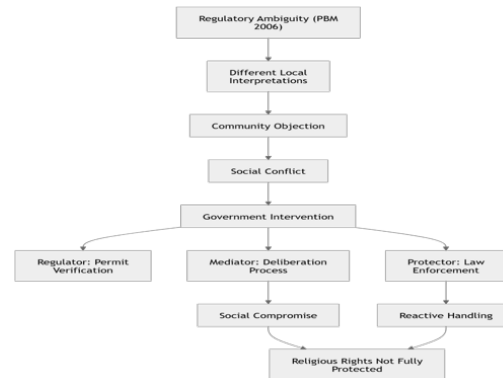 Regulatory Ambiguity (PBM
2006)
Different Local
Interpretations
Community Objection
Social Conflict
Government Intervention
Regulator: Permit
Verification
Mediator: Deliberation
Process
Protector: Law
Enforcement
Social Compromise
Reactive Handling
Religious Rights Not Fully
Protected